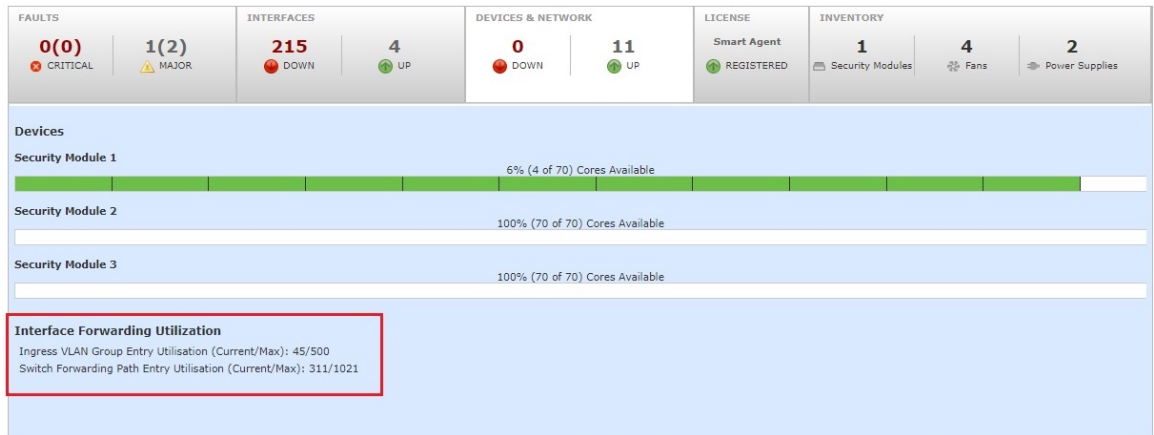 FAULTS
0(0)
CRITICAL
1(2)
MAJOR
INTERFACES
215
DOWN
4
UP
DEVICES & NETWORK
0
DOWN
11
UP
LICENSE
Smart Agent
REGISTERED
INVENTORY
1
Security Modules
4
Fans
2
Power Supplies
Devices
Security Module 1
6% (4 of 70) Cores Available
Security Module 2
100% (70 of 70) Cores Available
Security Module 3
100% (70 of 70) Cores Available
Interface Forwarding Utilization
Ingress VLAN Group Entry Utilisation (Current/Max): 45/500
Switch Forwarding Path Entry Utilisation (Current/Max): 311/1021